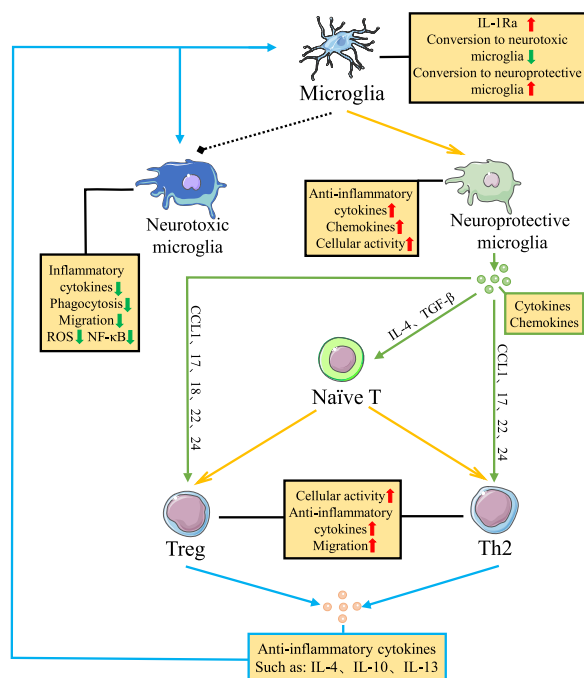 IL-1Ra
Conversion to neurotoxic
microglia
Conversion to neuroprotective
microglia
Microglia
Neurotoxic
microglia
Anti-inflammatory
cytokines
Chemokines
Cellular activity
Neuroprotective
microglia
Inflammatory
cytokines
Phagocytosis
Migration
ROS NF-κB
Cytokines
Chemokines
IL-4、TGF-β
CCL1、17、18、22、24
CCL1、17、22、24
Naïve T
Cellular activity
Anti-inflammatory
cytokines
Migration
Treg
Th2
Anti-inflammatory cytokines
Such as: IL-4、IL-10、IL-13